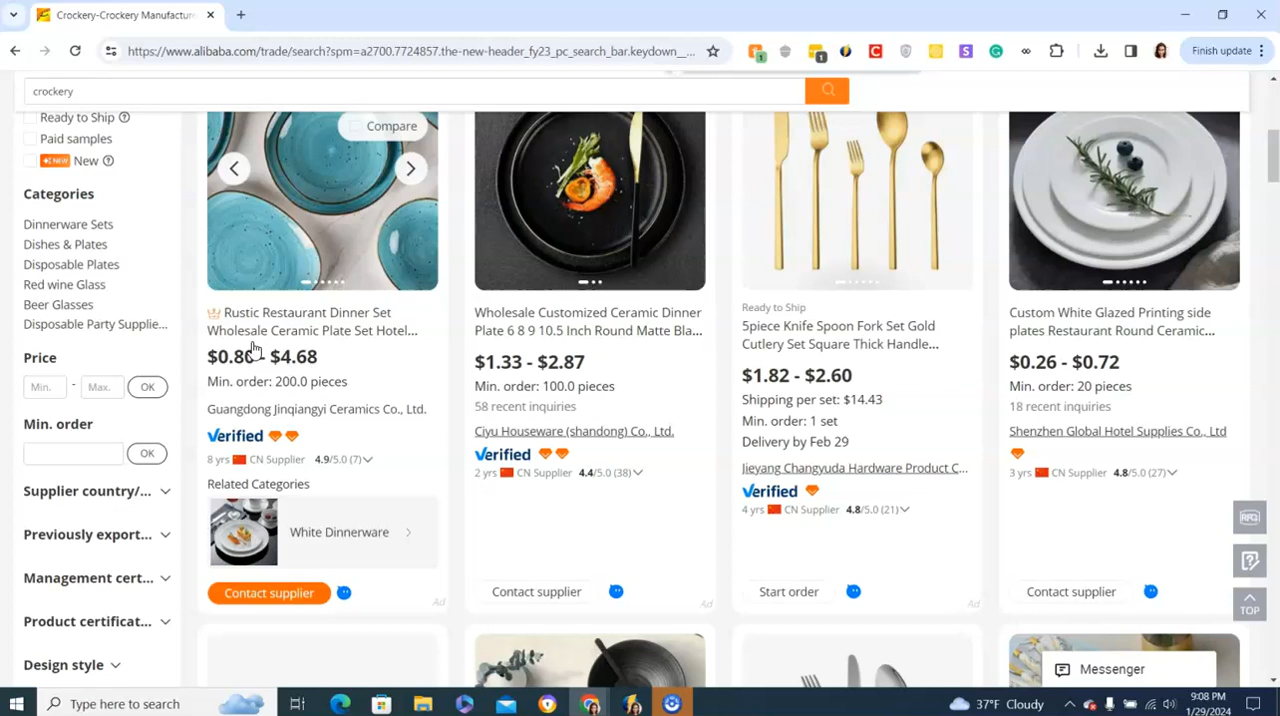 Crockery-Crockery Manufacture
https://www.alibaba.com/trade/search?spm=a2700.7724857.the-new-header_fy23_pc_search_bar.keydown__...
Finish update
crockery
Ready to Ship
Paid samples
NEW New
Categories
Dinnerware Sets
Dishes & Plates
Disposable Plates
Red wine Glass
Beer Glasses
Disposable Party Supplie...
Price
Min. - Max. OK
Min. order
OK
Supplier country/...
Previously export...
Management cert...
Product certificat...
Design style
Compare
Rustic Restaurant Dinner Set
Wholesale Ceramic Plate Set Hotel...
$0.80 - $4.68
Min. order: 200.0 pieces
Guangdong Jinqiangyi Ceramics Co., Ltd.
Verified
8 yrs CN Supplier 4.9/5.0 (7)
Related Categories
White Dinnerware
Contact supplier
Ad
Wholesale Customized Ceramic Dinner
Plate 6 8 9 10.5 Inch Round Matte Bla...
$1.33 - $2.87
Min. order: 100.0 pieces
58 recent inquiries
Ciyu Houseware (shandong) Co., Ltd.
Verified
2 yrs CN Supplier 4.4/5.0 (38)
Contact supplier
Ad
Ready to Ship
5piece Knife Spoon Fork Set Gold
Cutlery Set Square Thick Handle...
$1.82 - $2.60
Shipping per set: $14.43
Min. order: 1 set
Delivery by Feb 29
Jieyang Changyuda Hardware Product C...
Verified
4 yrs CN Supplier 4.8/5.0 (21)
Start order
Ad
Custom White Glazed Printing side
plates Restaurant Round Ceramic...
$0.26 - $0.72
Min. order: 20 pieces
18 recent inquiries
Shenzhen Global Hotel Supplies Co., Ltd
3 yrs CN Supplier 4.8/5.0 (27)
Contact supplier
RFQ
TOP
Messenger
Type here to search
37°F Cloudy
9:08 PM
1/29/2024